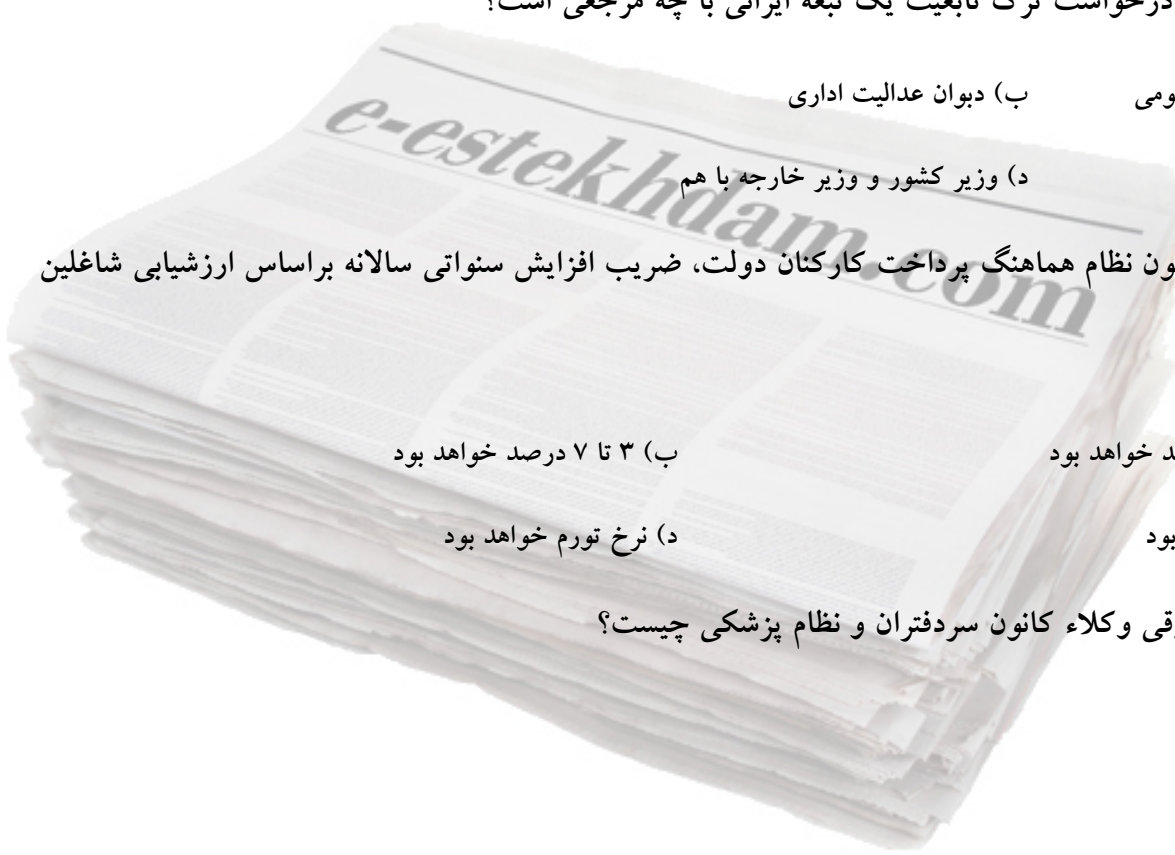 درخواست ترک تابعیت یک تبعه ایرانی با چه مرجعی است؟
ومی ب) دبوان عدالیت اداری
e-estekhdam.com
د) وزیر کشور و وزیر خارجه با هم
ون نظام هماهنگ پرداخت کارکنان دولت، ضریب افزایش سنواتی سالانه براساس ارزشیابی شاغلین
د خواهد بود ب) ۳ تا ۷ درصد خواهد بود
بود د) نرخ تورم خواهد بود
وقی وکلاء کانون سردفتران و نظام پزشکی چیست؟